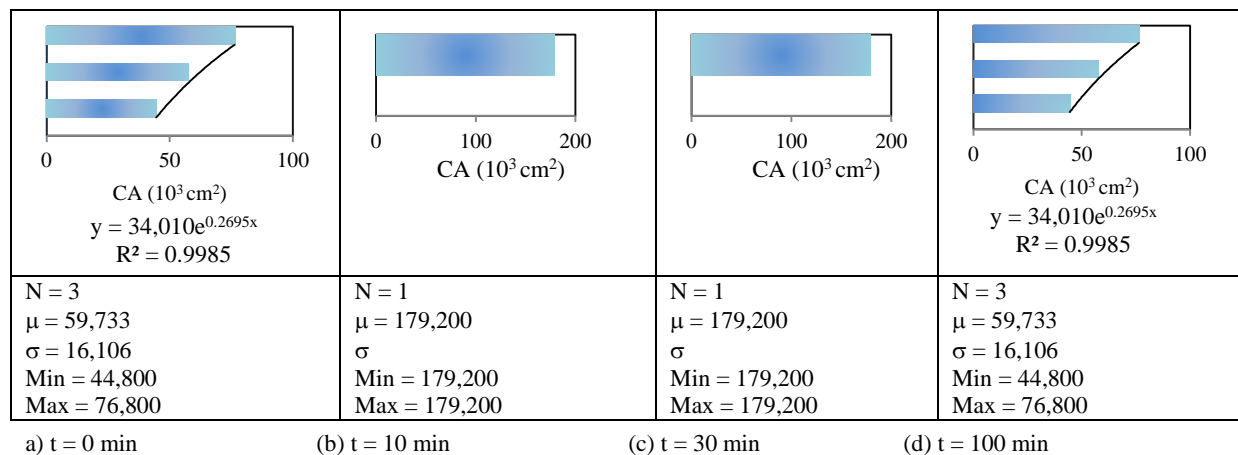 0 50 100
CA (10³ cm²)
y = 34,010e^0.2695x
R² = 0.9985
0 100 200
CA (10³ cm²)
0 100 200
CA (10³ cm²)
0 50 100
CA (10³ cm²)
y = 34,010e^0.2695x
R² = 0.9985
N = 3
μ = 59,733
σ = 16,106
Min = 44,800
Max = 76,800
N = 1
μ = 179,200
σ
Min = 179,200
Max = 179,200
N = 1
μ = 179,200
σ
Min = 179,200
Max = 179,200
N = 3
μ = 59,733
σ = 16,106
Min = 44,800
Max = 76,800
a) t = 0 min (b) t = 10 min (c) t = 30 min (d) t = 100 min